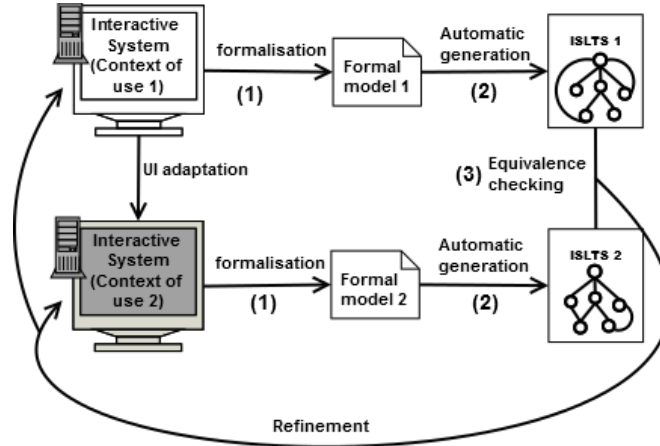 Interactive
System
(Context of
use 1)
formalisation
(1)
Formal
model 1
Automatic
generation
(2)
ISLTS 1
UI adaptation
(3) Equivalence
checking
Interactive
System
(Context of
use 2)
formalisation
(1)
Formal
model 2
Automatic
generation
(2)
ISLTS 2
Refinement